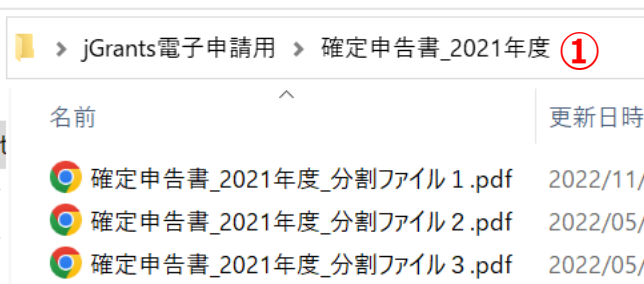 jGrants電子申請用 > 確定申告書_2021年度 ①
名前 更新日時
確定申告書_2021年度_分割ファイル１.pdf 2022/11/
確定申告書_2021年度_分割ファイル２.pdf 2022/05/
確定申告書_2021年度_分割ファイル３.pdf 2022/05/